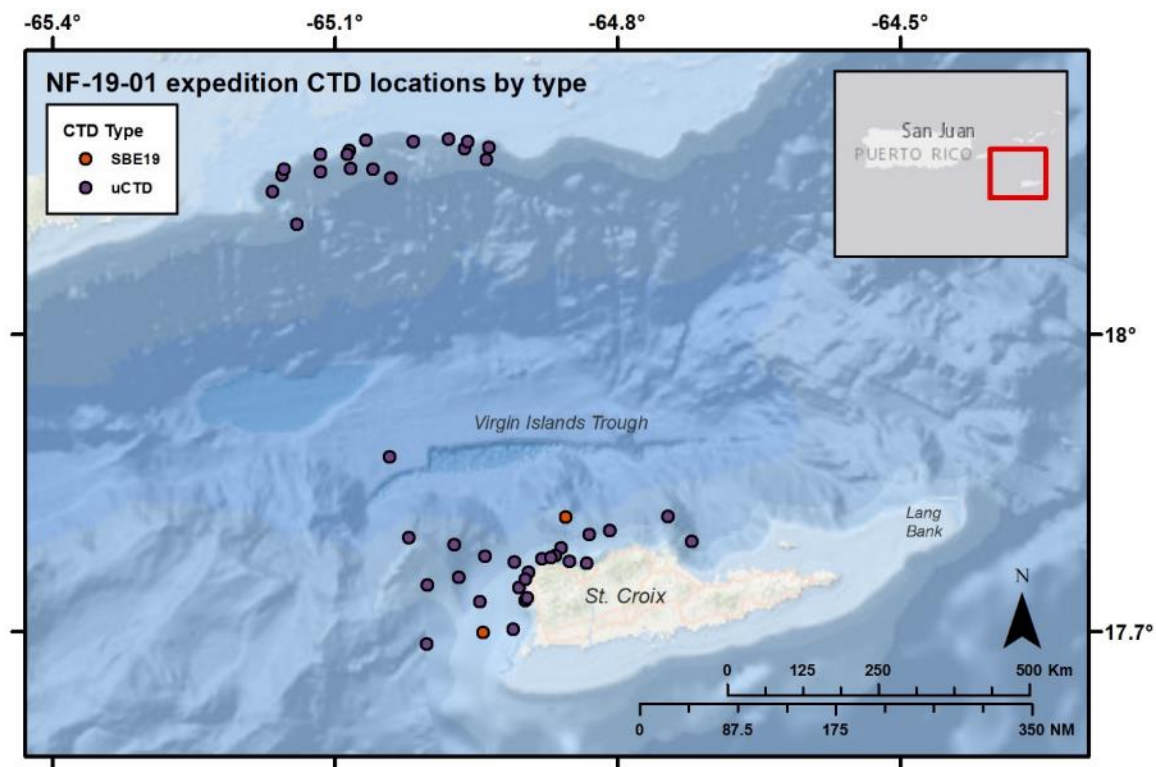 -65.4° -65.1° -64.8° -64.5°
NF-19-01 expedition CTD locations by type
CTD Type
SBE19
uCTD
San Juan
PUERTO RICO
18°
Virgin Islands Trough
Lang
Bank
St. Croix
N
17.7°
0 125 250 500 Km
0 87.5 175 350 NM